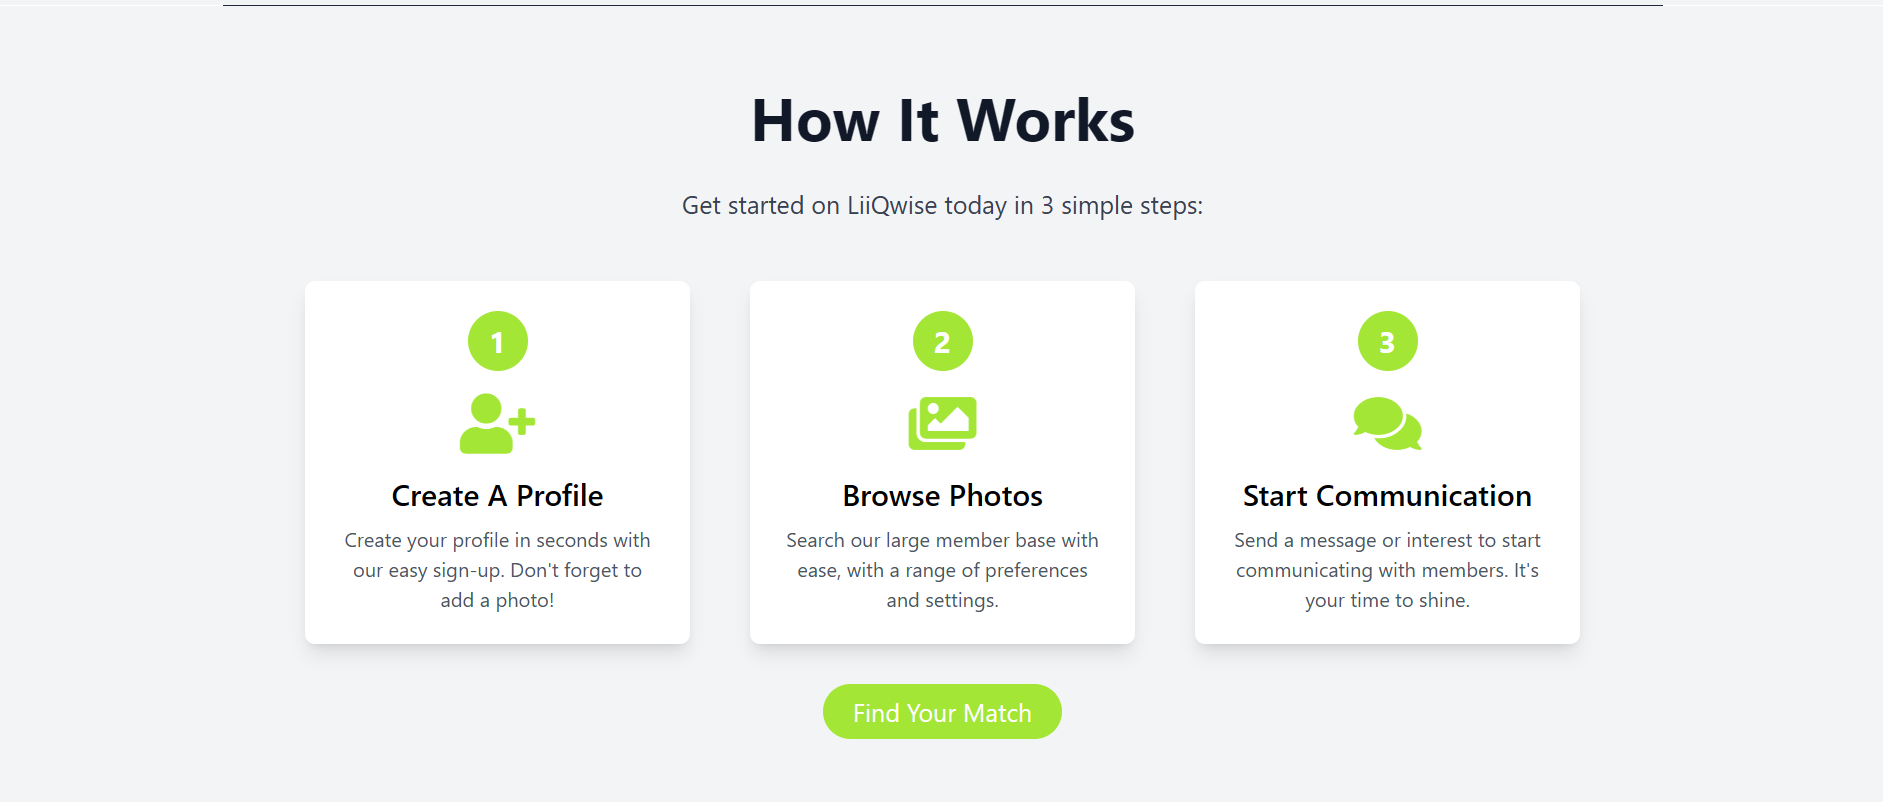 How It Works
Get started on LiiQwise today in 3 simple steps:
1
Create A Profile
Create your profile in seconds with
our easy sign-up. Don't forget to
add a photo!
2
Browse Photos
Search our large member base with
ease, with a range of preferences
and settings.
3
Start Communication
Send a message or interest to start
communicating with members. It's
your time to shine.
Find Your Match